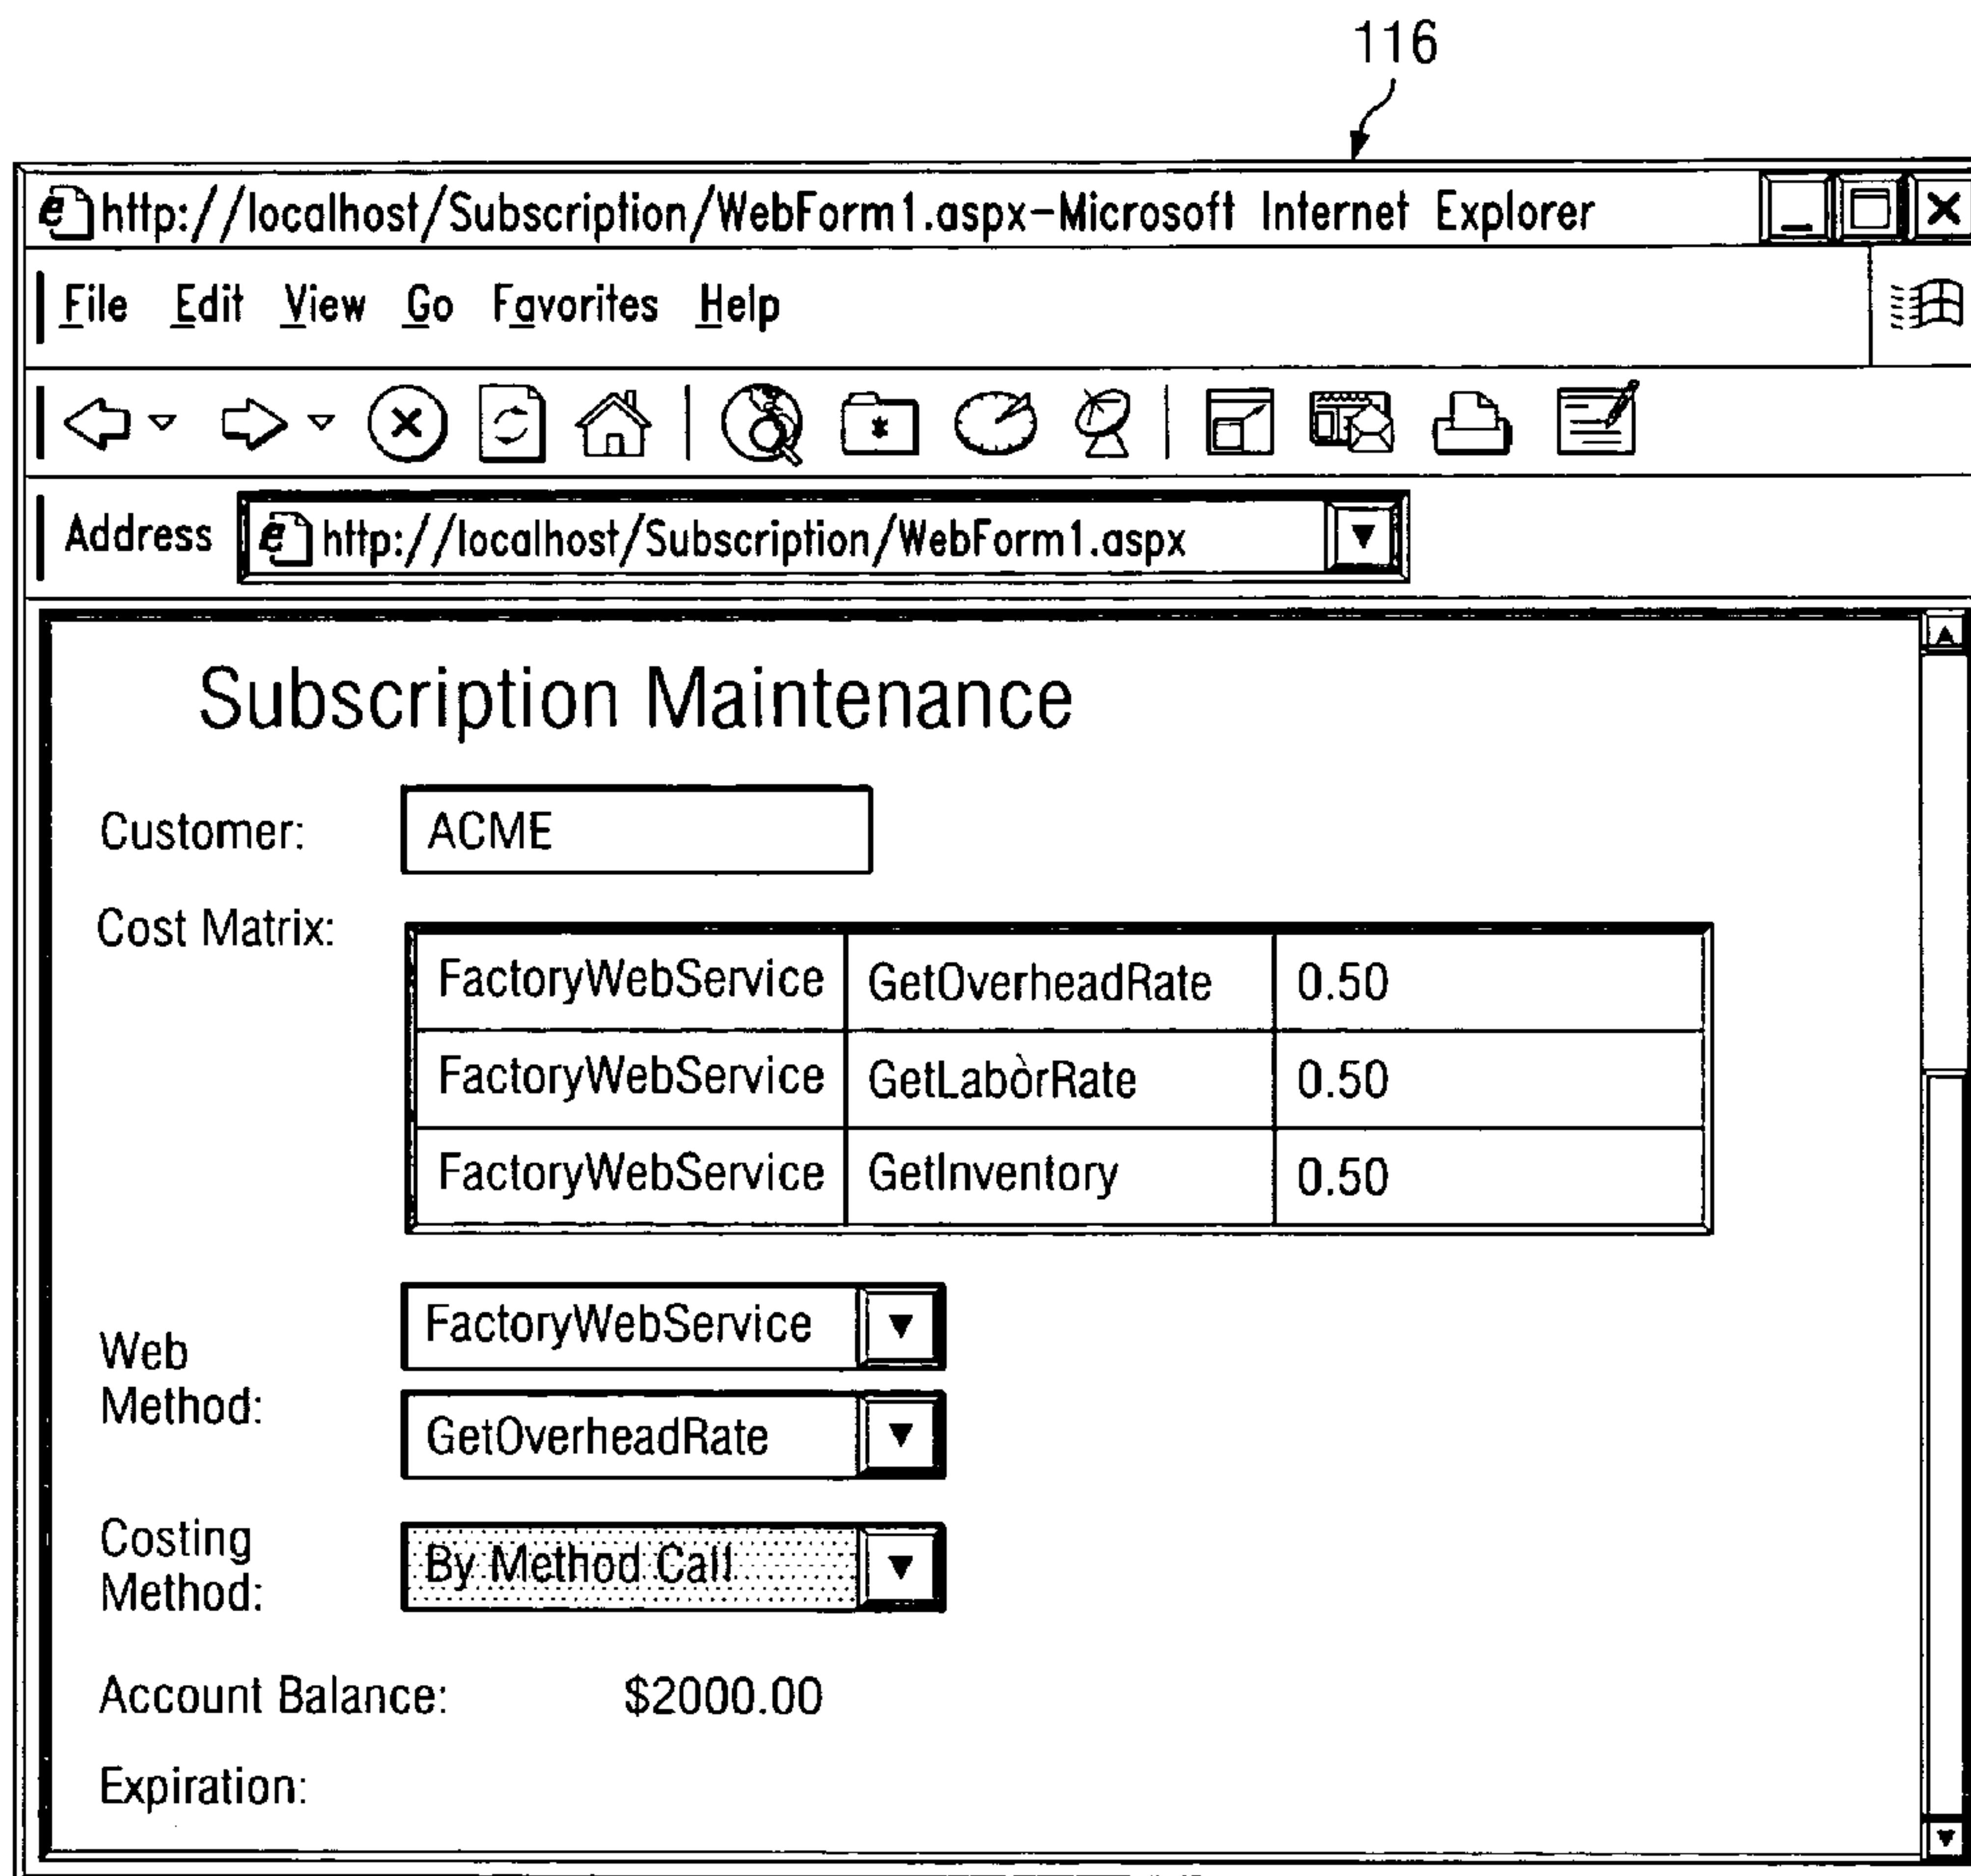 116
http://localhost/Subscription/WebForm1.aspx-Microsoft Internet Explorer
File Edit View Go Favorites Help
Address http://localhost/Subscription/WebForm1.aspx
Subscription Maintenance
Customer: ACME
Cost Matrix:
FactoryWebService GetOverheadRate 0.50
FactoryWebService GetLaborRate 0.50
FactoryWebService GetInventory 0.50
Web Method: FactoryWebService
GetOverheadRate
Costing Method: By Method Call
Account Balance: $2000.00
Expiration: